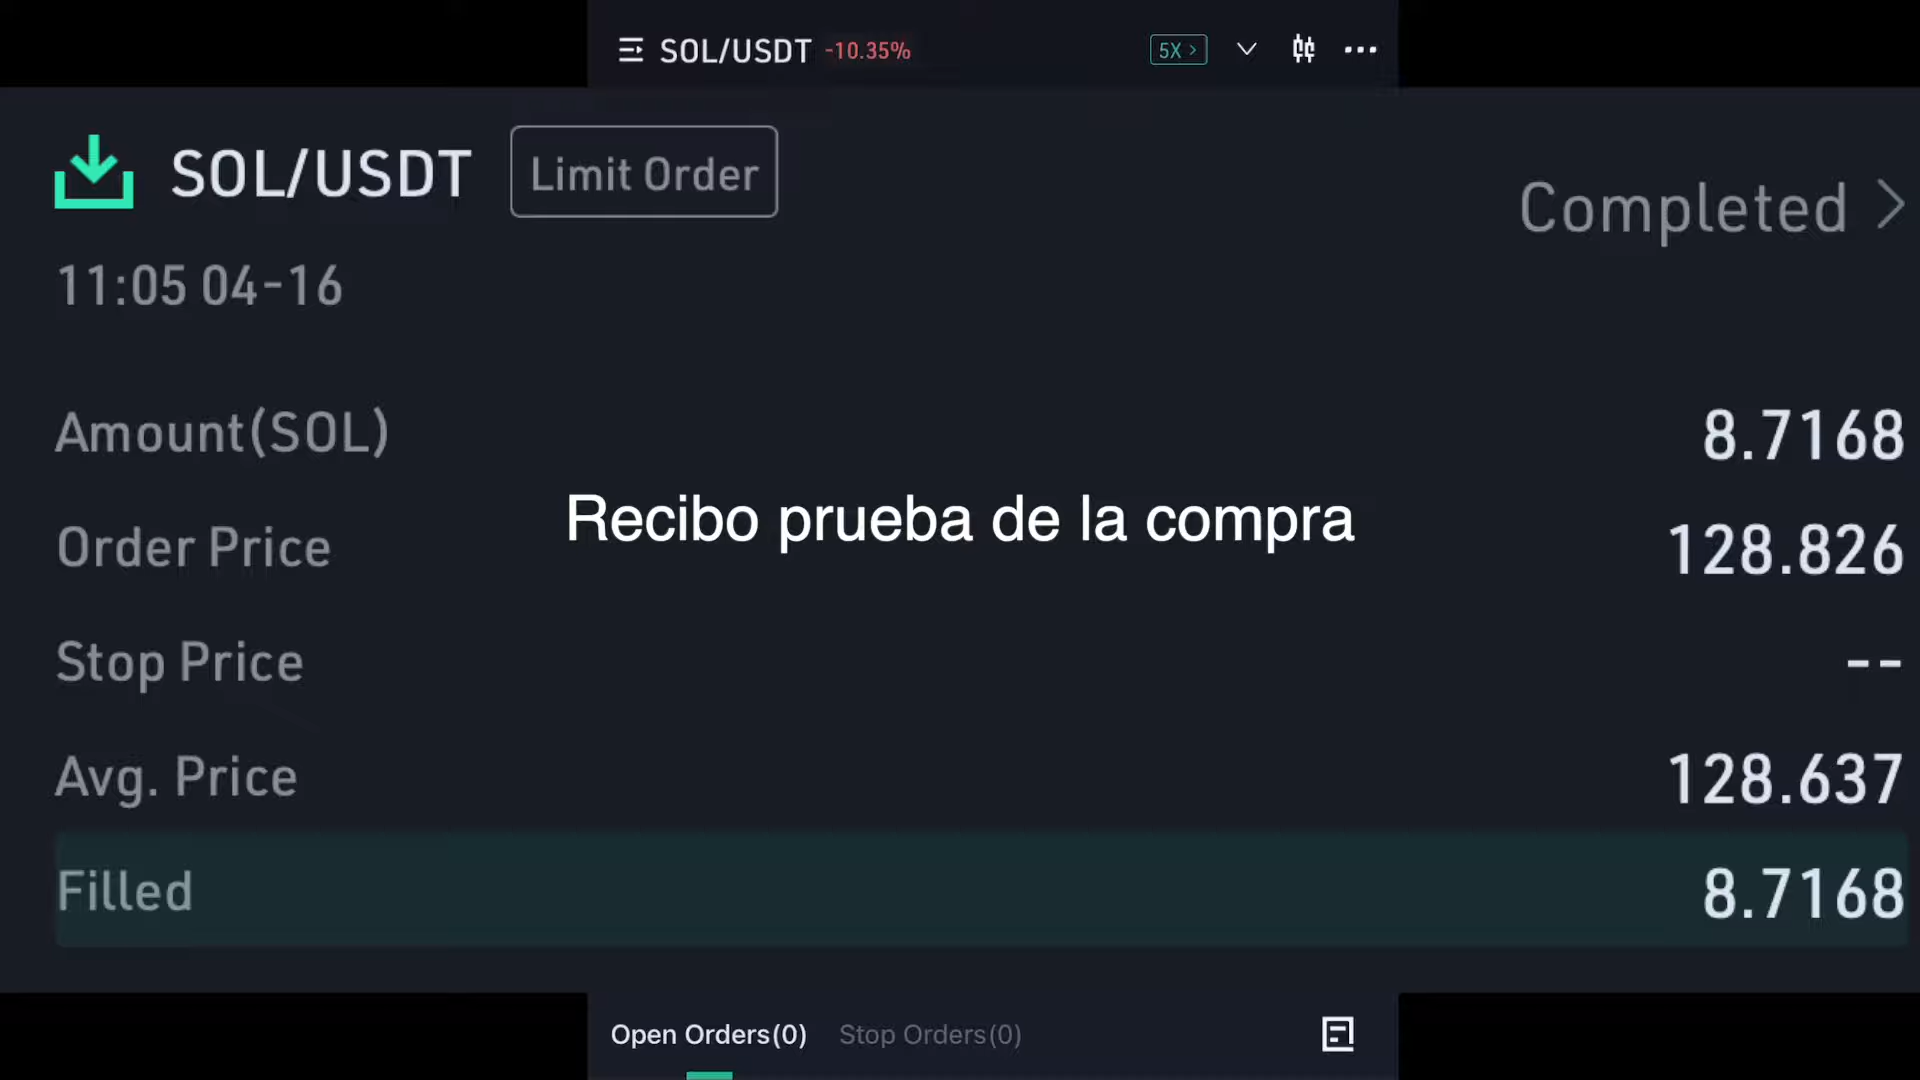 SOL/USDT -10.35% 5X >
SOL/USDT Limit Order
Completed >
11:05 04-16
Amount(SOL) 8.7168
Recibo prueba de la compra
Order Price 128.826
Stop Price --
Avg. Price 128.637
Filled 8.7168
Open Orders(0) Stop Orders(0)